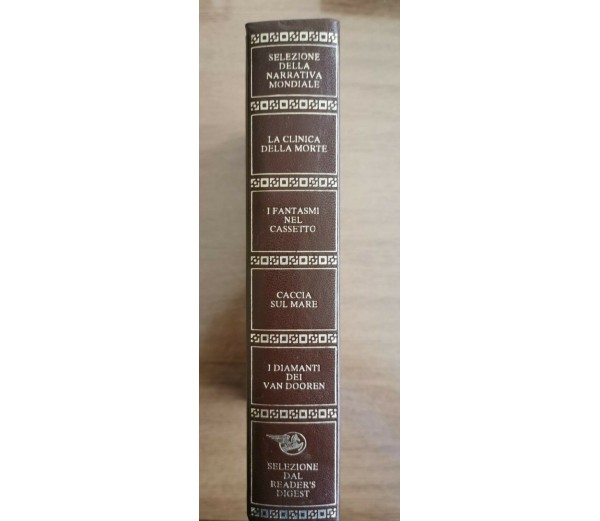 SELEZIONE
DELLA
NARRATIVA
MONDIALE
LA CLINICA
DELLA MORTE
I FANTASMI
NEL
CASSETTO
CACCIA
SUL MARE
I DIAMANTI
DEI
VAN DOOREN
SELEZIONE
DAL
READER'S
DIGEST